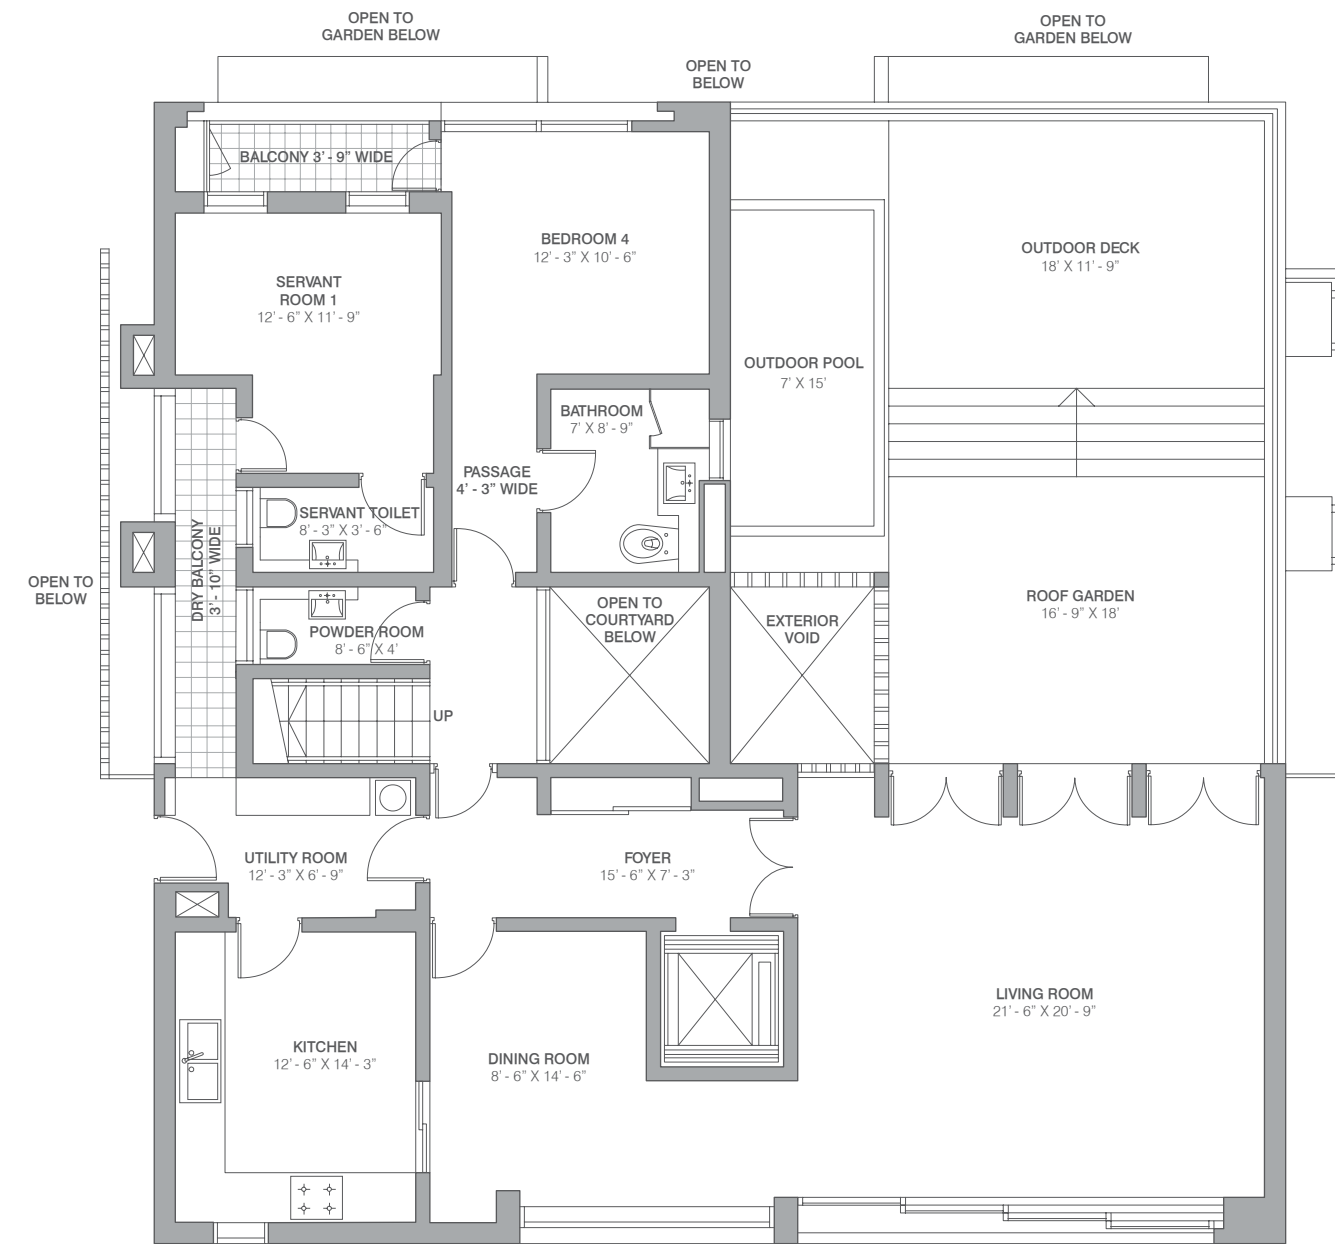 OPEN TO
GARDEN BELOW
OPEN TO
GARDEN BELOW
OPEN TO
BELOW
BALCONY 3' - 9" WIDE
BEDROOM 4
12' - 3" X 10' - 6"
OUTDOOR DECK
18' X 11' - 9"
SERVANT
ROOM 1
12' - 6" X 11' - 9"
OUTDOOR POOL
7' X 15'
BATHROOM
7' X 8' - 9"
PASSAGE
4' - 3" WIDE
SERVANT TOILET
8' - 3" X 3' - 6"
DRY BALCONY
3' - 10" WIDE
OPEN TO
BELOW
POWDER ROOM
8' - 6" X 4'
OPEN TO
COURTYARD
BELOW
EXTERIOR
VOID
ROOF GARDEN
16' - 9" X 18'
UP
UTILITY ROOM
12' - 3" X 6' - 9"
FOYER
15' - 6" X 7' - 3"
LIVING ROOM
21' - 6" X 20' - 9"
KITCHEN
12' - 6" X 14' - 3"
DINING ROOM
8' - 6" X 14' - 6"